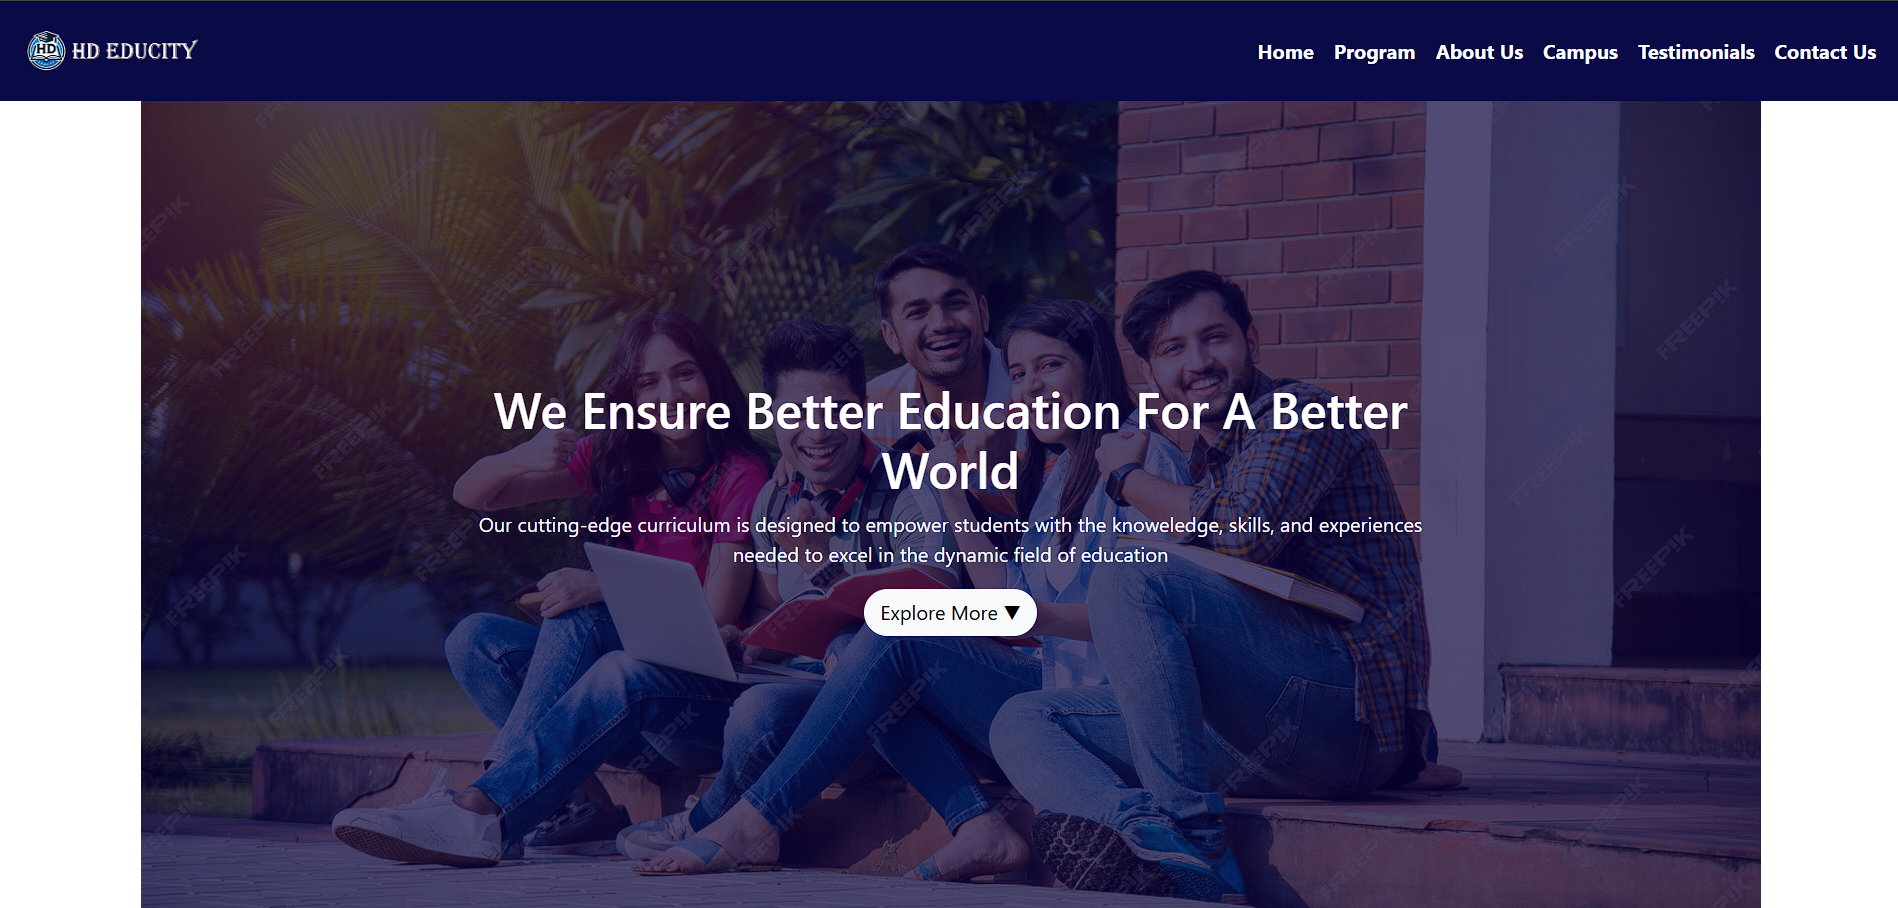 HD
HD EDUCITY
Home Program About Us Campus Testimonials Contact Us
We Ensure Better Education For A Better
World
Our cutting-edge curriculum is designed to empower students with the knoweledge, skills, and experiences
needed to excel in the dynamic field of education
Explore More ▼
FREEPIK